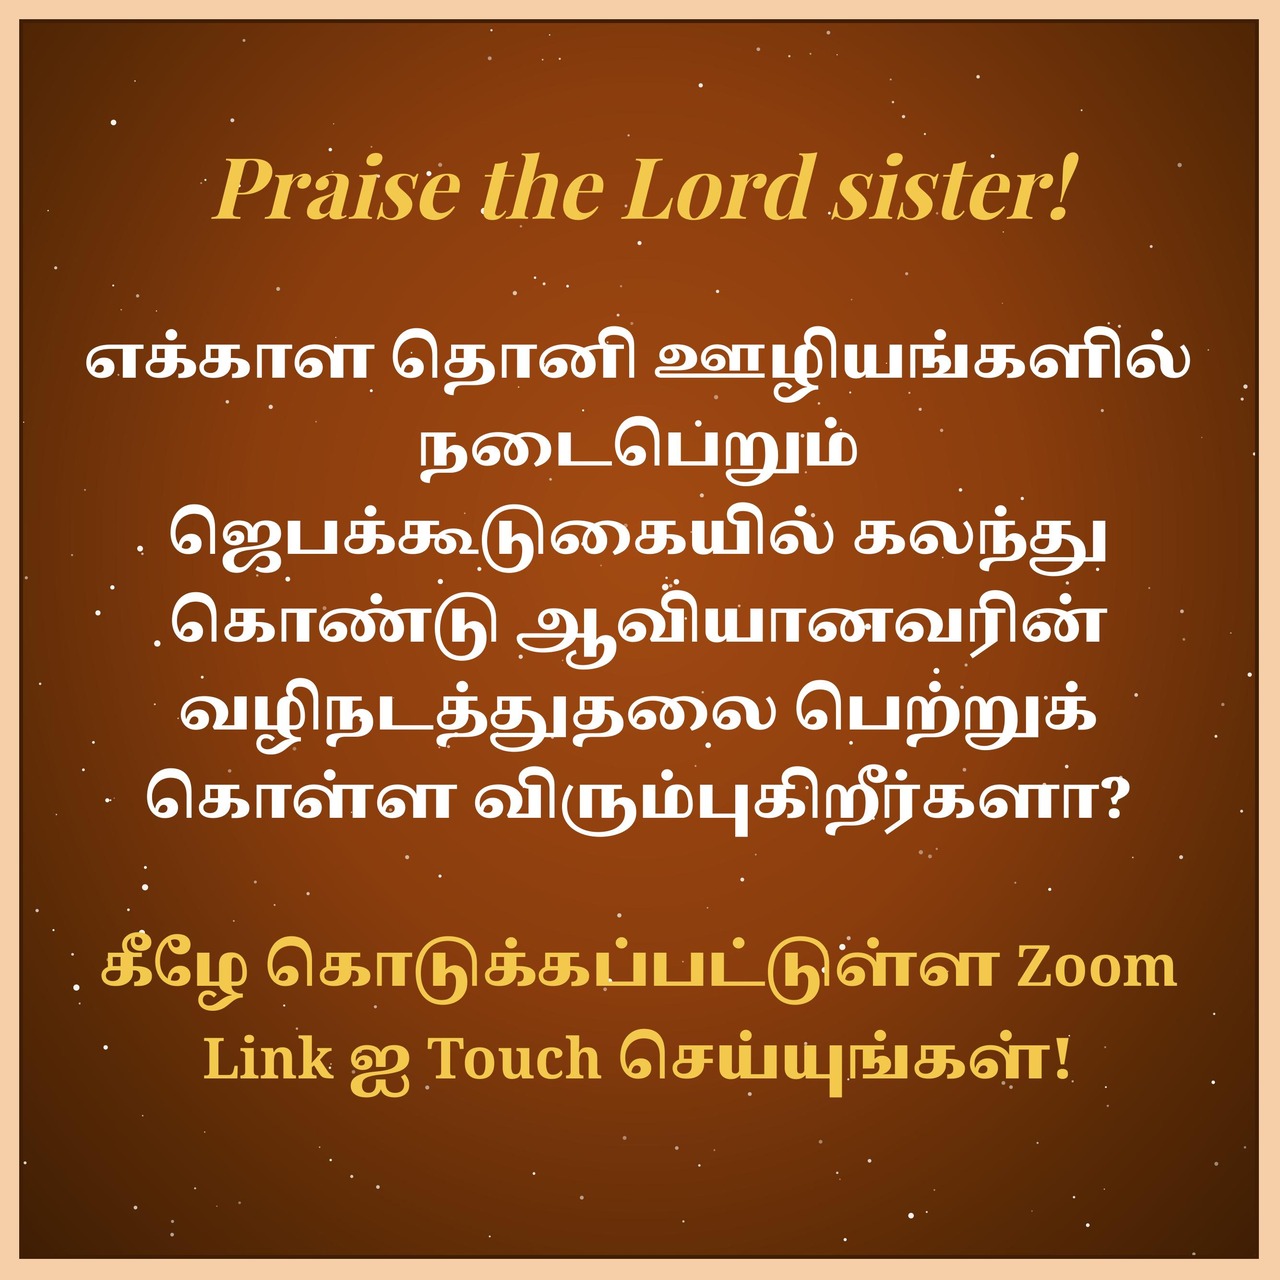 Praise the Lord sister!
எக்காள தொனி ஊழியங்களில்
நடைபெறும்
ஜெபக்கூடுகையில் கலந்து
கொண்டு ஆவியானவரின்
வழிநடத்துதலை பெற்றுக்
கொள்ள விரும்புகிறீர்களா?
கீழே கொடுக்கப்பட்டுள்ள Zoom
Link ஐ Touch செய்யுங்கள்!